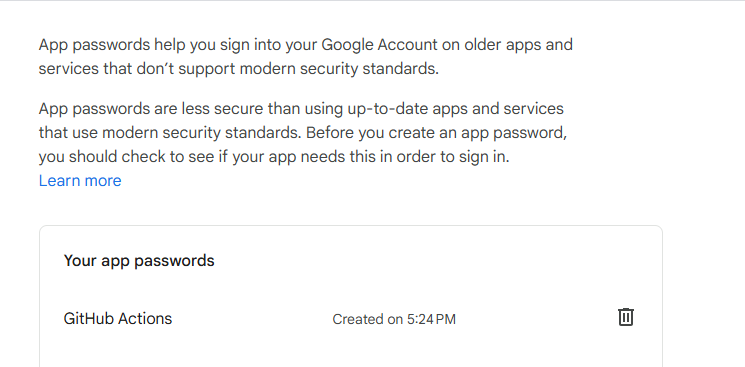 App passwords help you sign into your Google Account on older apps and
services that don’t support modern security standards.
App passwords are less secure than using up-to-date apps and services
that use modern security standards. Before you create an app password,
you should check to see if your app needs this in order to sign in.
Learn more
Your app passwords
GitHub Actions Created on 5:24 PM